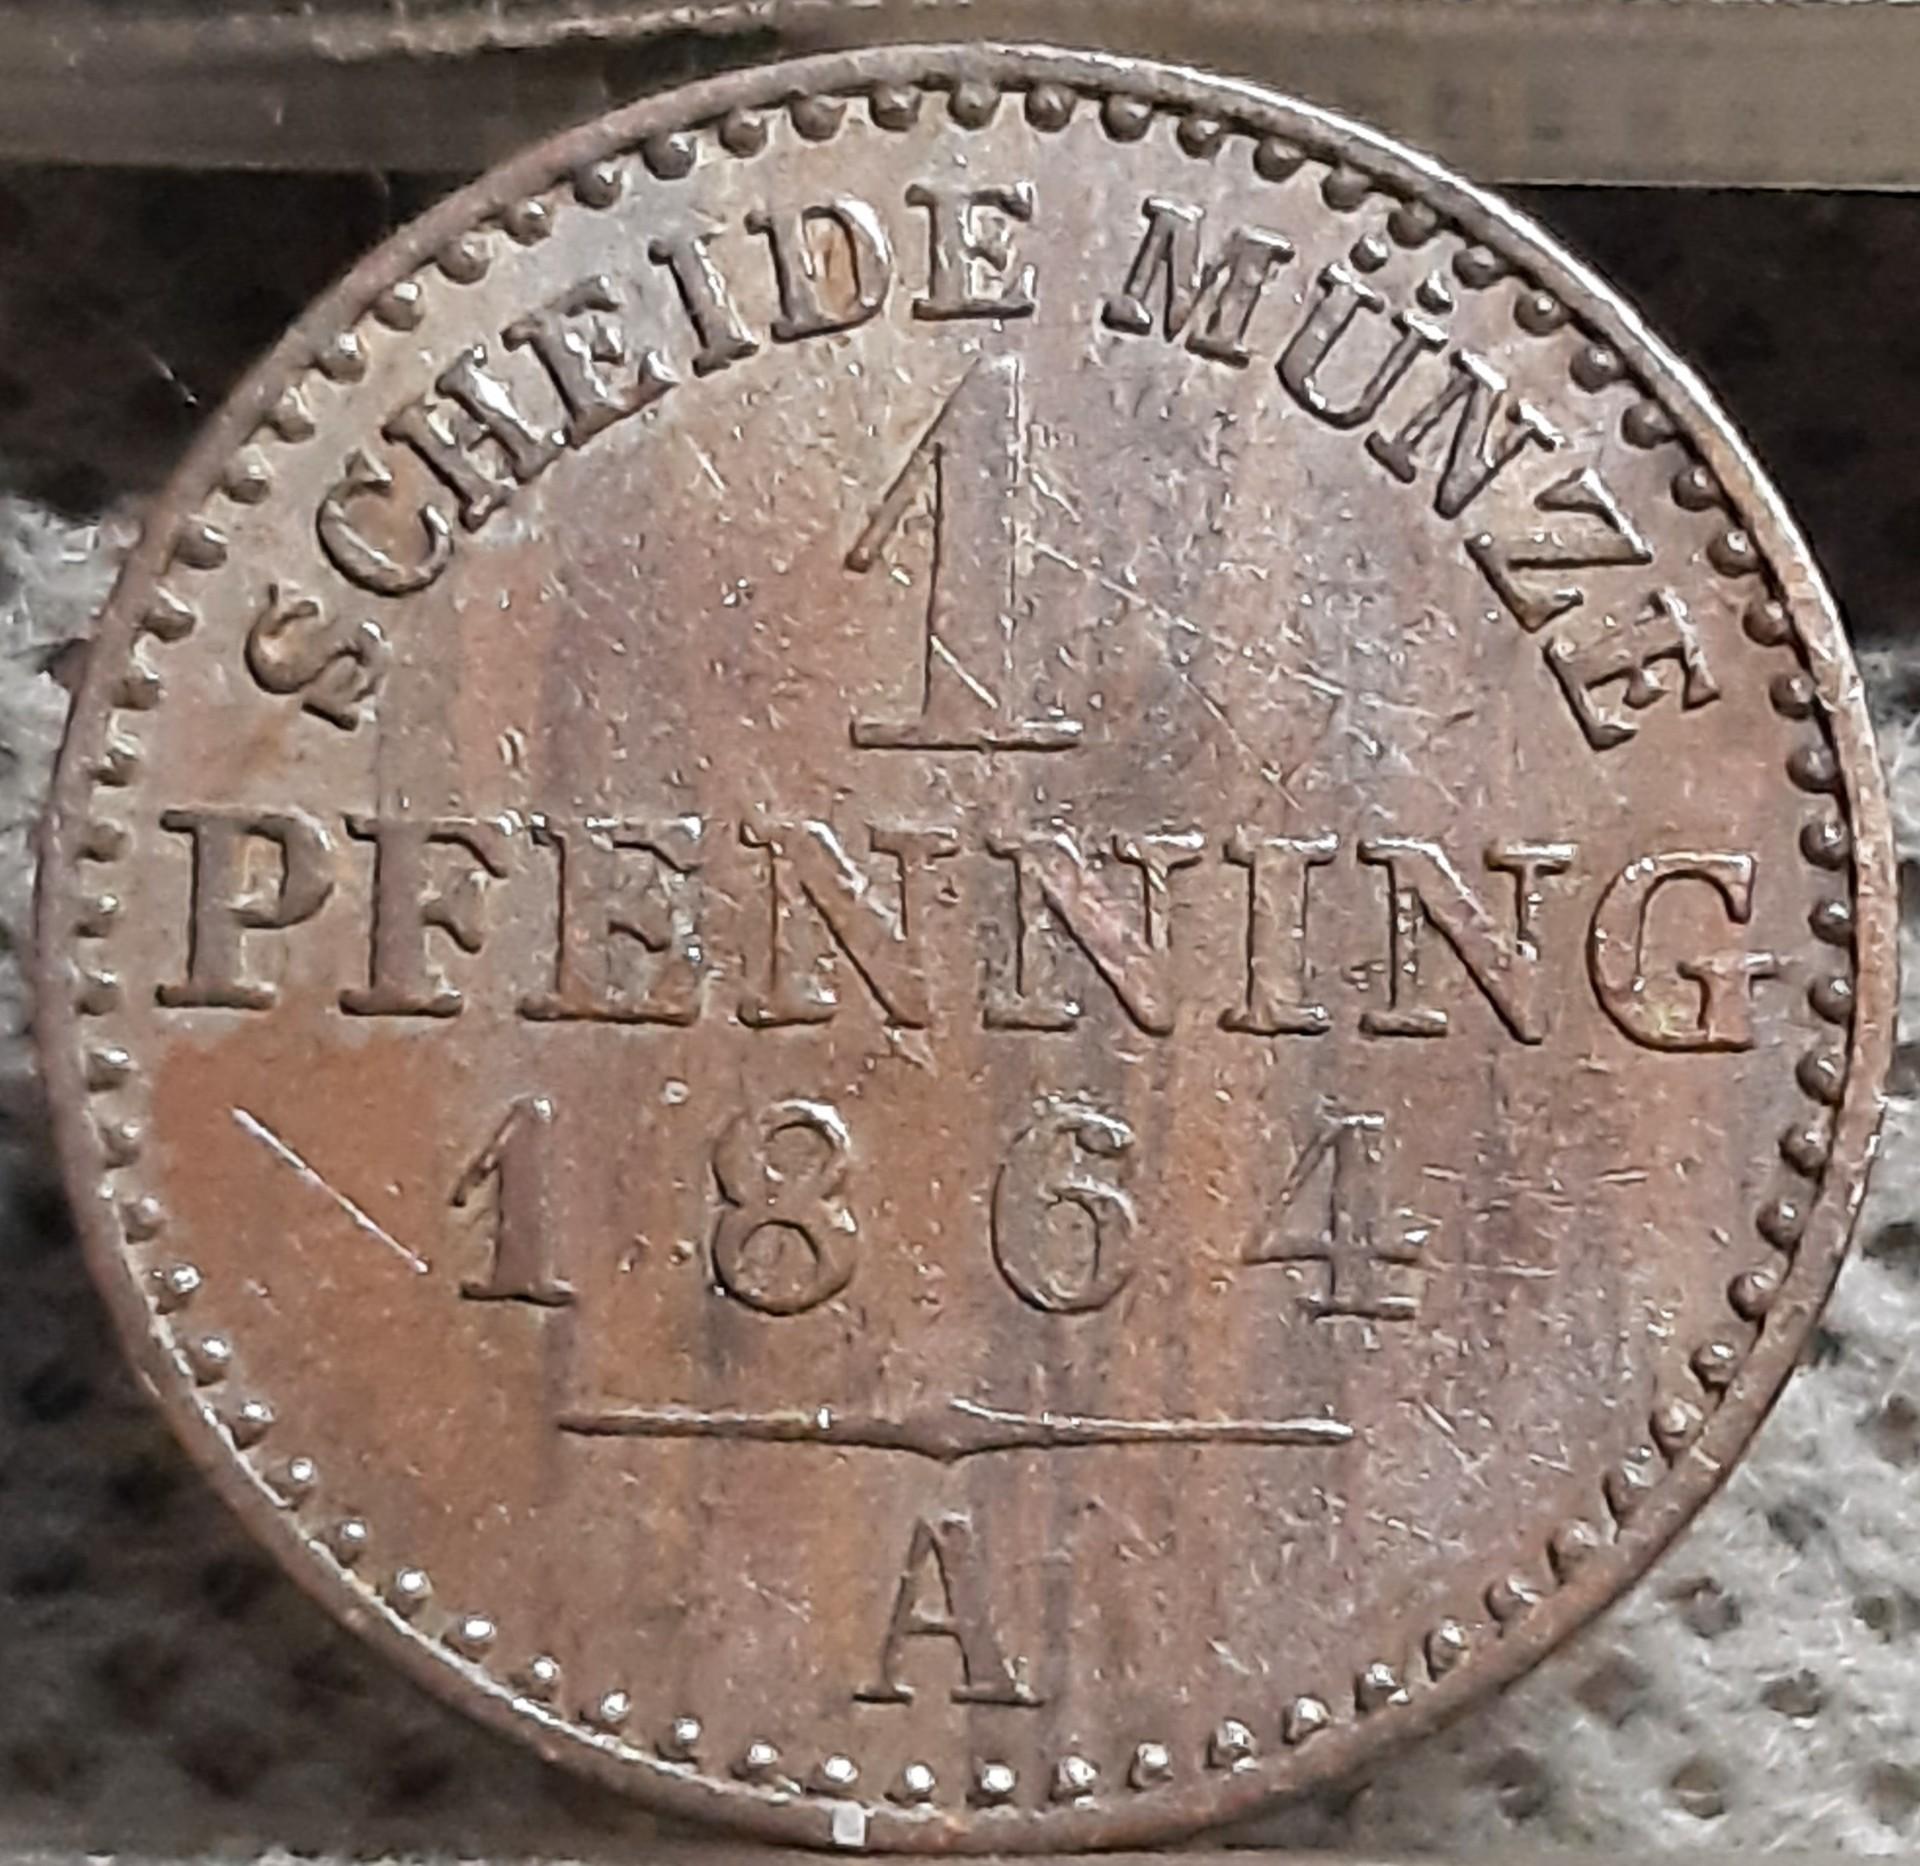 SCHEIDE MÜNZE
1
PFENNING
1864
A